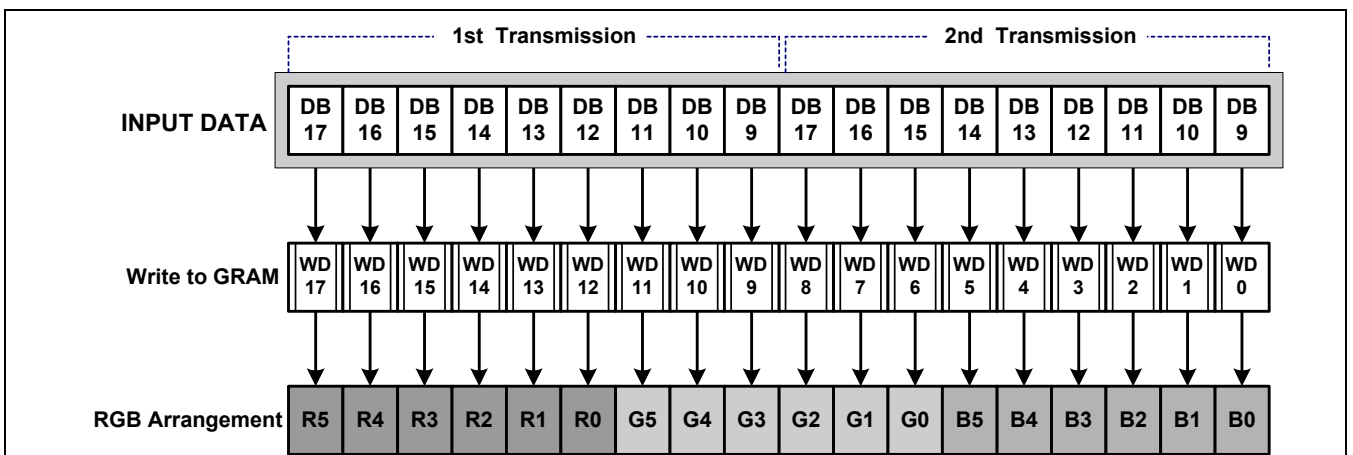 1st Transmission 2nd Transmission
INPUT DATA DB 17 DB 16 DB 15 DB 14 DB 13 DB 12 DB 11 DB 10 DB 9 DB 17 DB 16 DB 15 DB 14 DB 13 DB 12 DB 11 DB 10 DB 9
Write to GRAM WD 17 WD 16 WD 15 WD 14 WD 13 WD 12 WD 11 WD 10 WD 9 WD 8 WD 7 WD 6 WD 5 WD 4 WD 3 WD 2 WD 1 WD 0
RGB Arrangement R5 R4 R3 R2 R1 R0 G5 G4 G3 G2 G1 G0 B5 B4 B3 B2 B1 B0